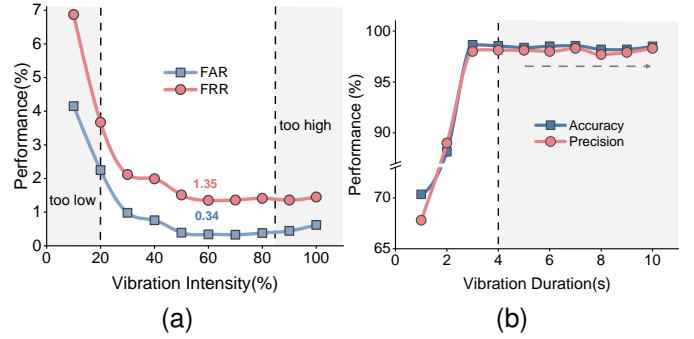 7
6
5
4
3
2
1
0
Performance(%)
FAR
FRR
too high
too low
1.35
0.34
0 20 40 60 80 100
Vibration Intensity(%)
(a)
100
95
90
70
65
Performance (%)
Accuracy
Precision
0 2 4 6 8 10
Vibration Duration(s)
(b)